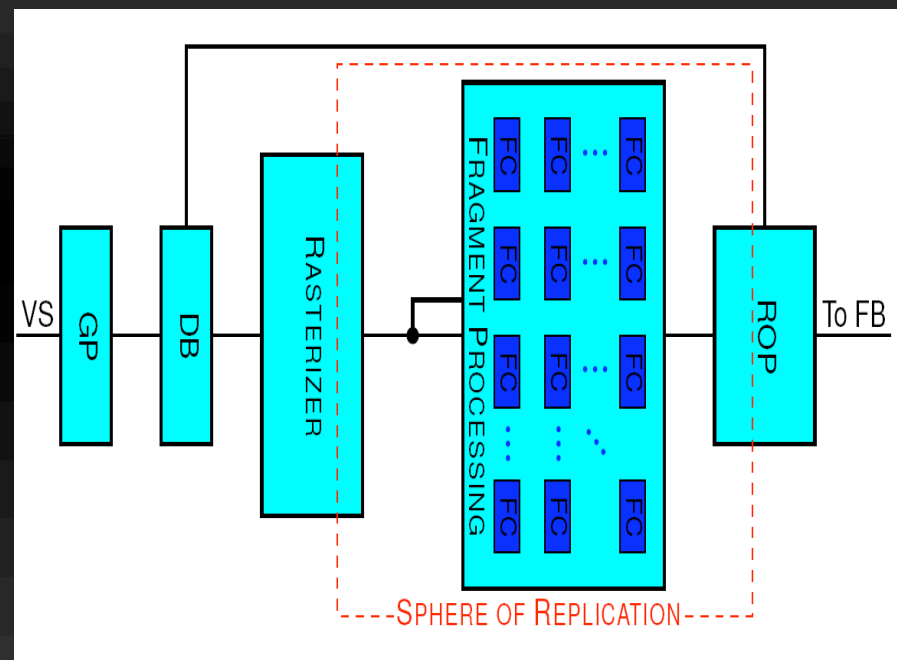 VS
GP
DB
RASTERIZER
FRAGMENT PROCESSING
FC FC ... FC
FC FC ... FC
FC FC ... FC
FC FC FC
ROP
To FB
SPHERE OF REPLICATION